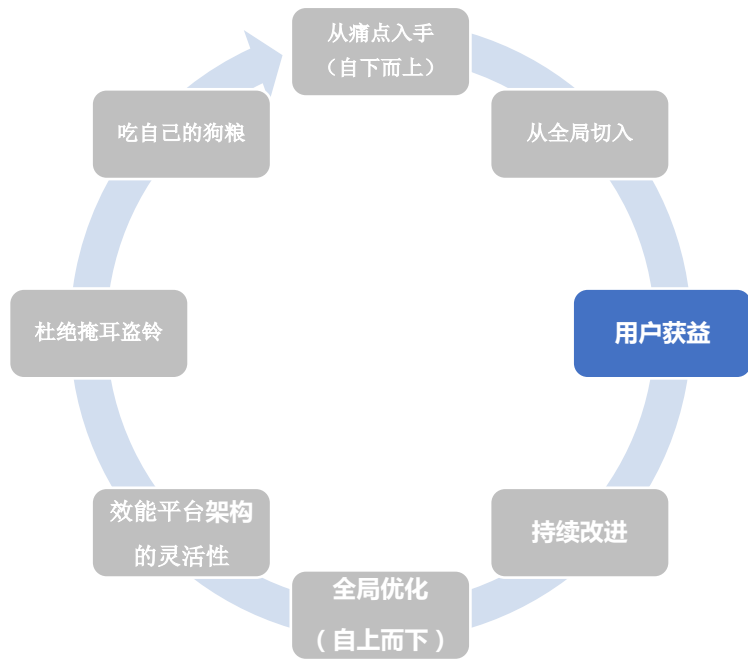 从痛点入手
（自下而上）
从全局切入
用户获益
持续改进
全局优化
（自上而下）
效能平台架构
的灵活性
杜绝掩耳盗铃
吃自己的狗粮